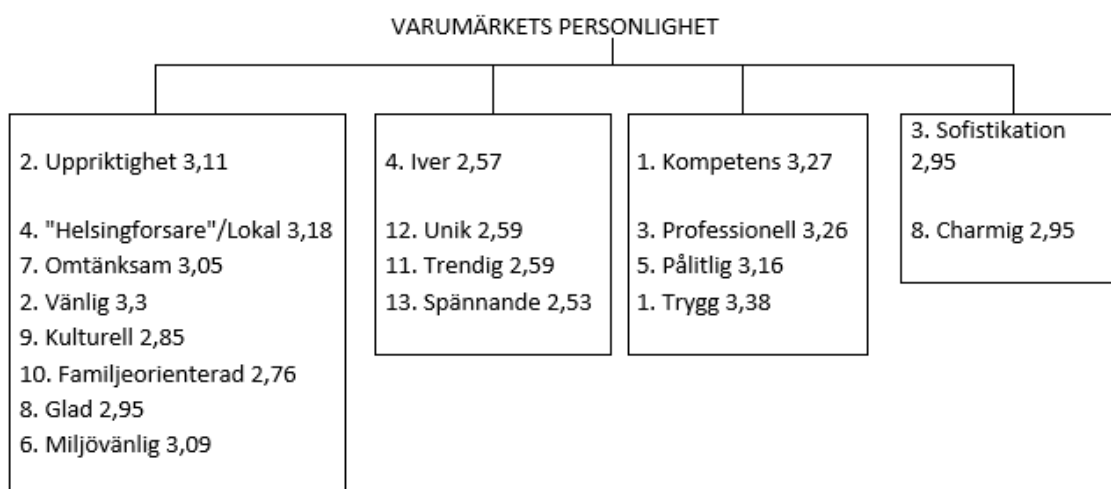 VARUMÄRKETS PERSONLIGHET
2. Uppriktighet 3,11
4. "Helsingforsare"/Lokal 3,18
7. Omtänksam 3,05
2. Vänlig 3,3
9. Kulturell 2,85
10. Familjeorienterad 2,76
8. Glad 2,95
6. Miljövänlig 3,09
4. Iver 2,57
12. Unik 2,59
11. Trendig 2,59
13. Spännande 2,53
1. Kompetens 3,27
3. Professionell 3,26
5. Pålitlig 3,16
1. Trygg 3,38
3. Sofistikation
2,95
8. Charmig 2,95